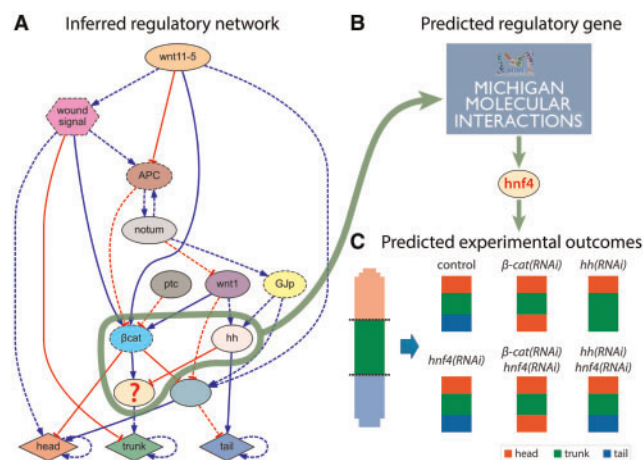 A Inferred regulatory network
wnt11-5
wound
signal
APC
notum
ptc
wnt1
GJp
βcat
hh
?
head
trunk
tail
B Predicted regulatory gene
MICHIGAN
MOLECULAR
INTERACTIONS
hnf4
C Predicted experimental outcomes
control β-cat(RNAi) hh(RNAi)
hnf4(RNAi)
β-cat(RNAi)
hnf4(RNAi)
hh(RNAi)
hnf4(RNAi)
head trunk tail